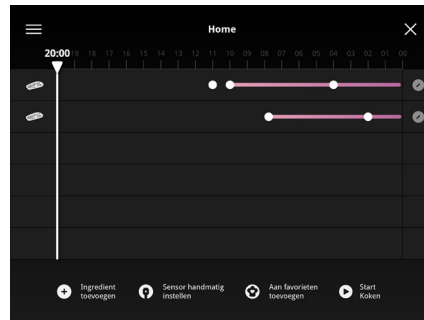 Home
20:00 19 18 17 16 15 14 13 12 11 10 09 08 07 06 05 04 03 02 01 00
Ingredient
toevoegen
Sensor handmatig
instellen
Aan favorieten
toevoegen
Start
Koken